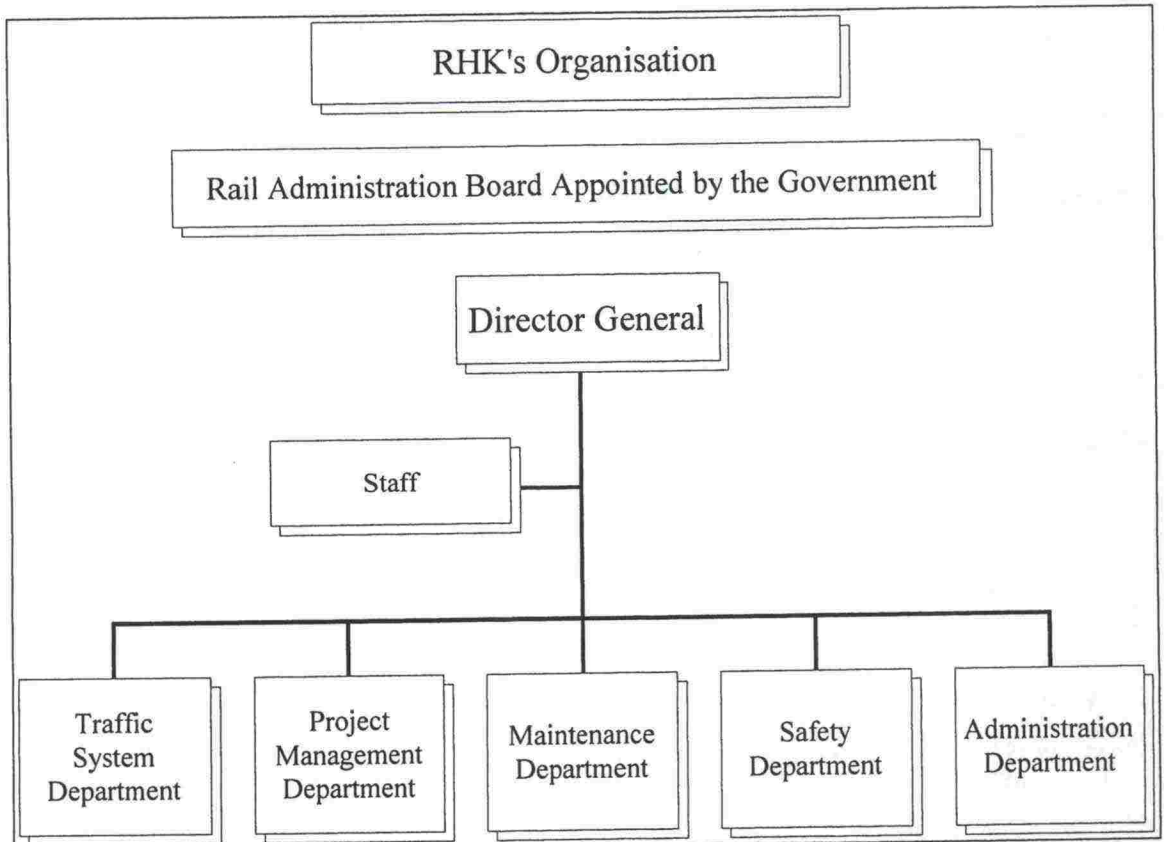 RHK's Organisation
Rail Administration Board Appointed by the Government
Director General
Staff
Traffic
System
Department
Project
Management
Department
Maintenance
Department
Safety
Department
Administration
Department